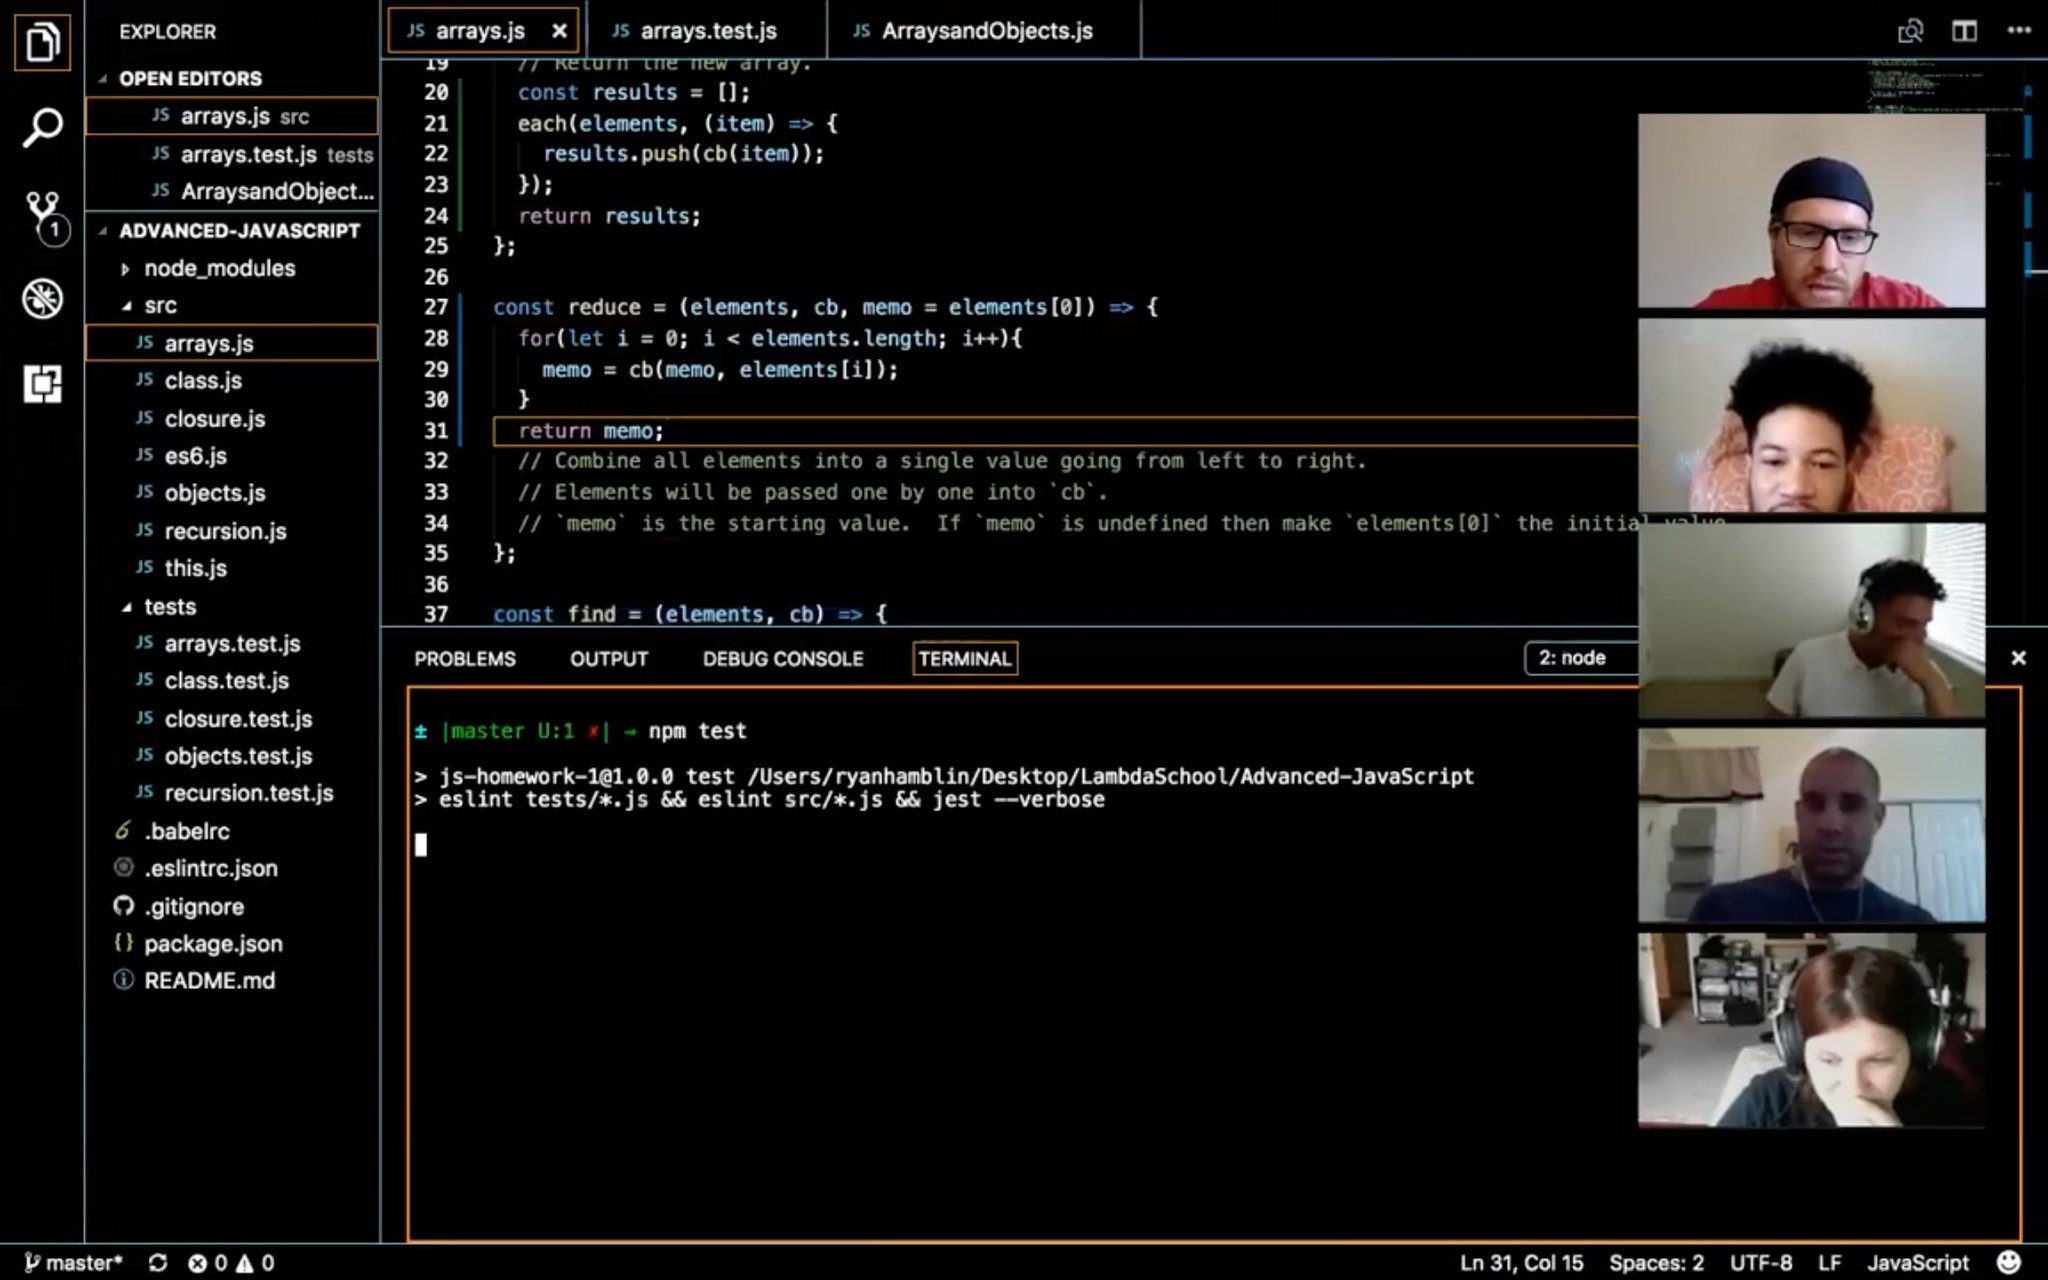 EXPLORER
OPEN EDITORS
JS arrays.js src
JS arrays.test.js tests
JS ArraysandObject...
1
ADVANCED-JAVASCRIPT
node_modules
src
JS arrays.js
JS class.js
JS closure.js
JS es6.js
JS objects.js
JS recursion.js
JS this.js
tests
JS arrays.test.js
JS class.test.js
JS closure.test.js
JS objects.test.js
JS recursion.test.js
.babelrc
.eslintrc.json
.gitignore
{} package.json
README.md
JS arrays.js
JS arrays.test.js
JS ArraysandObjects.js
19 // Return the new array.
20 const results = [];
21 each(elements, (item) => {
22 results.push(cb(item));
23 });
24 return results;
25 };
26
27 const reduce = (elements, cb, memo = elements[0]) => {
28 for(let i = 0; i < elements.length; i++){
29 memo = cb(memo, elements[i]);
30 }
31 return memo;
32 // Combine all elements into a single value going from left to right.
33 // Elements will be passed one by one into `cb`.
34 // `memo` is the starting value.  If `memo` is undefined then make `elements[0]` the initial value
35 };
36
37 const find = (elements, cb) => {
PROBLEMS OUTPUT DEBUG CONSOLE TERMINAL 2: node
± |master U:1 ✗| → npm test
> js-homework-1@1.0.0 test /Users/ryanhamblin/Desktop/LambdaSchool/Advanced-JavaScript
> eslint tests/*.js && eslint src/*.js && jest --verbose
master* 0 0 Ln 31, Col 15 Spaces: 2 UTF-8 LF JavaScript